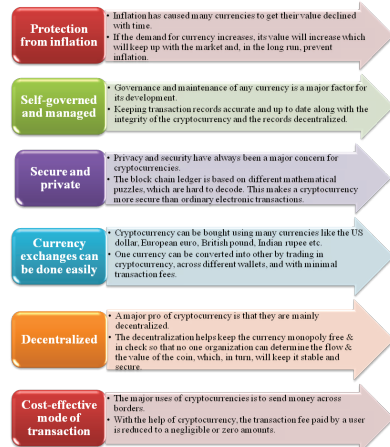 Protection
from inflation
• Inflation has caused many currencies to get their value declined
with time.
• If the demand for currency increases, its value will increase which
will keep up with the market and, in the long run, prevent
inflation.
Self-governed
and managed
• Governance and maintenance of any currency is a major factor for
its development.
• Keeping transaction records accurate and up to date along with the
integrity of the cryptocurrency and the records decentralized.
Secure and
private
• Privacy and security have always been a major concern for
cryptocurrencies.
• The block chain ledger is based on different mathematical
puzzles, which are hard to decode. This makes a cryptocurrency
more secure than ordinary electronic transactions.
Currency
exchanges can
be done easily
• Cryptocurrency can be bought using many currencies like the US
dollar, European euro, British pound, Indian rupee etc.
• One currency can be converted into other by trading in
cryptocurrency, across different wallets, and with minimal
transaction fees.
Decentralized
• A major pro of cryptocurrency is that they are mainly
decentralized.
• The decentralization helps keep the currency monopoly free &
in check so that no one organization can determine the flow &
the value of the coin, which, in turn, will keep it stable and
secure.
Cost-effective
mode of
transaction
• The major uses of cryptocurrencies is to send money across
borders.
• With the help of cryptocurrency, the transaction fee paid by a user
is reduced to a negligible or zero amounts.